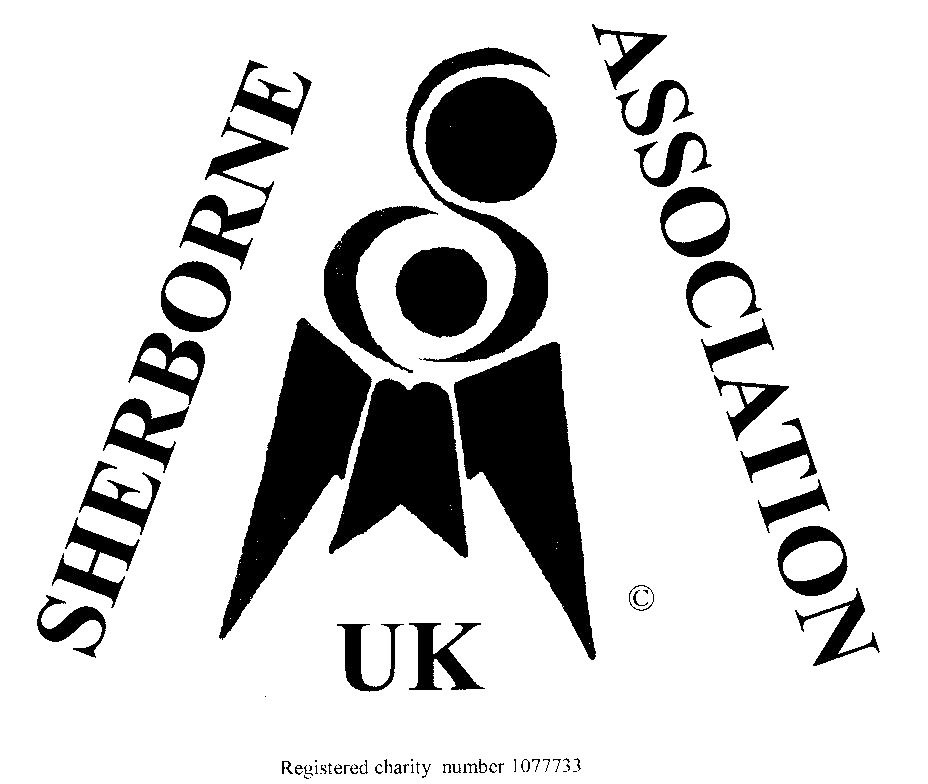 SHERBORNE
ASSOCIATION
©
UK
Registered charity number 1077733